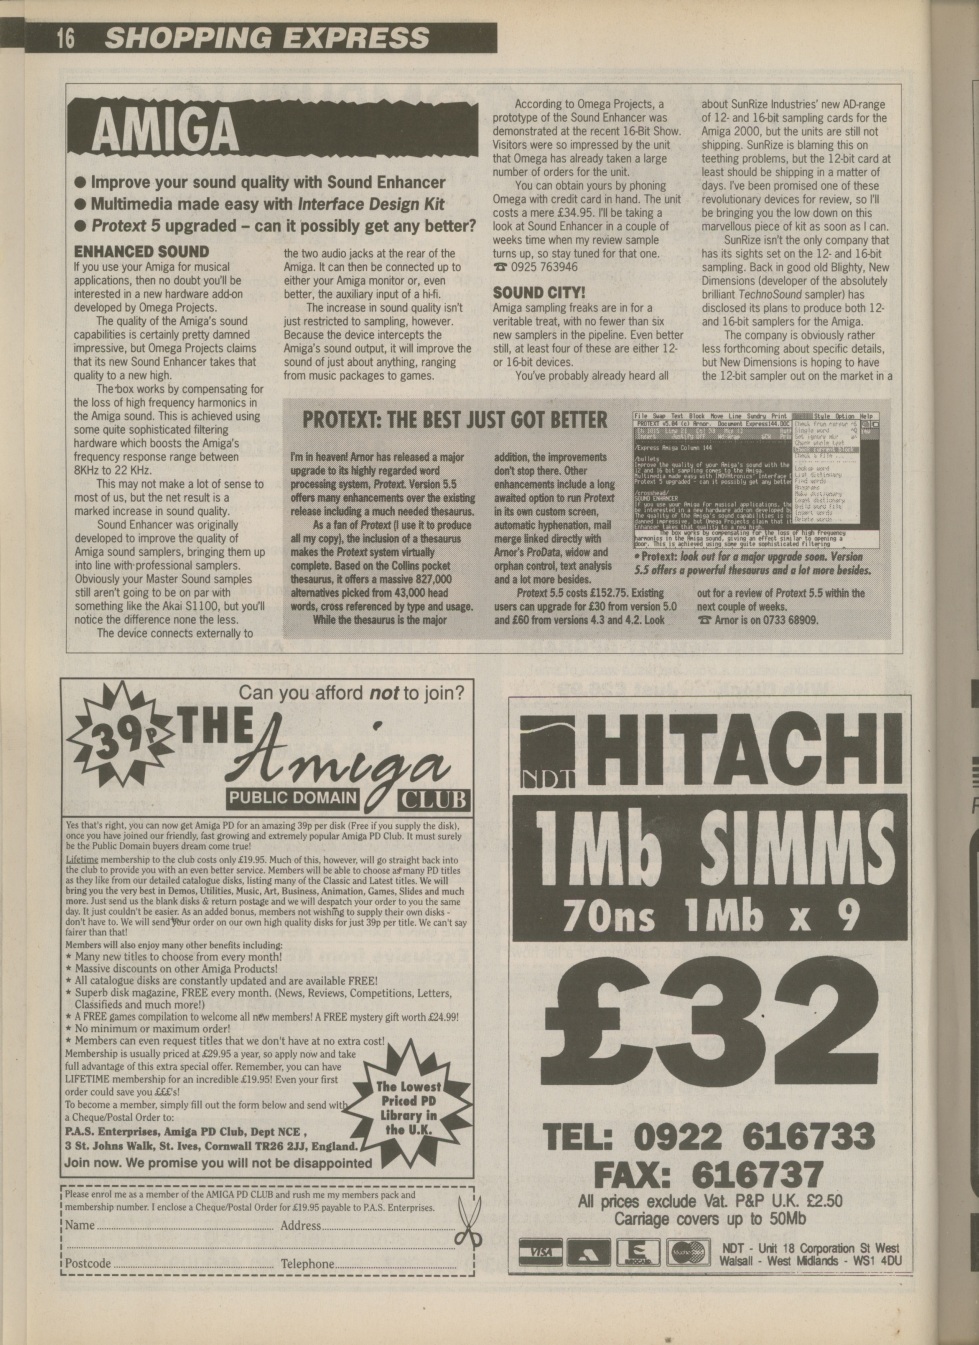 16 SHOPPING EXPRESS
AMIGA
● Improve your sound quality with Sound Enhancer
● Multimedia made easy with Interface Design Kit
● Protext 5 upgraded – can it possibly get any better?
ENHANCED SOUND
If you use your Amiga for musical
applications, then no doubt you'll be
interested in a new hardware add-on
developed by Omega Projects.
The quality of the Amiga's sound
capabilities is certainly pretty damned
impressive, but Omega Projects claims
that its new Sound Enhancer takes that
quality to a new high.
The box works by compensating for
the loss of high frequency harmonics in
the Amiga sound. This is achieved using
some quite sophisticated filtering
hardware which boosts the Amiga's
frequency response range between
8KHz to 22 KHz.
This may not make a lot of sense to
most of us, but the net result is a
marked increase in sound quality.
Sound Enhancer was originally
developed to improve the quality of
Amiga sound samplers, bringing them up
into line with professional samplers.
Obviously your Master Sound samples
still aren't going to be on par with
something like the Akai S1100, but you'll
notice the difference none the less.
The device connects externally to
the two audio jacks at the rear of the
Amiga. It can then be connected up to
either your Amiga monitor or, even
better, the auxiliary input of a hi-fi.
The increase in sound quality isn't
just restricted to sampling, however.
Because the device intercepts the
Amiga's sound output, it will improve the
sound of just about anything, ranging
from music packages to games.
According to Omega Projects, a
prototype of the Sound Enhancer was
demonstrated at the recent 16-Bit Show.
Visitors were so impressed by the unit
that Omega has already taken a large
number of orders for the unit.
You can obtain yours by phoning
Omega with credit card in hand. The unit
costs a mere £34.95. I'll be taking a
look at Sound Enhancer in a couple of
weeks time when my review sample
turns up, so stay tuned for that one.
☎ 0925 763946
SOUND CITY!
Amiga sampling freaks are in for a
veritable treat, with no fewer than six
new samplers in the pipeline. Even better
still, at least four of these are either 12-
or 16-bit devices.
You've probably already heard all
about SunRize Industries' new AD-range
of 12- and 16-bit sampling cards for the
Amiga 2000, but the units are still not
shipping. SunRize is blaming this on
teething problems, but the 12-bit card at
least should be shipping in a matter of
days. I've been promised one of these
revolutionary devices for review, so I'll
be bringing you the low down on this
marvellous piece of kit as soon as I can.
SunRize isn't the only company that
has its sights set on the 12- and 16-bit
sampling. Back in good old Blighty, New
Dimensions (developer of the absolutely
brilliant TechnoSound sampler) has
disclosed its plans to produce both 12-
and 16-bit samplers for the Amiga.
The company is obviously rather
less forthcoming about specific details,
but New Dimensions is hoping to have
the 12-bit sampler out on the market in a
PROTEXT: THE BEST JUST GOT BETTER
I'm in heaven! Arnor has released a major
upgrade to its highly regarded word
processing system, Protext. Version 5.5
offers many enhancements over the existing
release including a much needed thesaurus.
As a fan of Protext (I use it to produce
all my copy), the inclusion of a thesaurus
makes the Protext system virtually
complete. Based on the Collins pocket
thesaurus, it offers a massive 827,000
alternatives picked from 43,000 head
words, cross referenced by type and usage.
While the thesaurus is the major
addition, the improvements
don't stop there. Other
enhancements include a long
awaited option to run Protext
in its own custom screen,
automatic hyphenation, mail
merge linked directly with
Arnor's ProData, widow and
orphan control, text analysis
and a lot more besides.
Protext 5.5 costs £152.75. Existing
users can upgrade for £30 from version 5.0
and £60 from versions 4.3 and 4.2. Look
File Swap Text Block Move Line Sundry Print Style Option Help
/Express Amiga Column 144
/bullets
/crosshead/
SOUND ENHANCER
• Protext: look out for a major upgrade soon. Version
5.5 offers a powerful thesaurus and a lot more besides.
out for a review of Protext 5.5 within the
next couple of weeks.
☎ Arnor is on 0733 68909.
Can you afford not to join?
39p THE
Amiga
PUBLIC DOMAIN CLUB
Yes that's right, you can now get Amiga PD for an amazing 39p per disk (Free if you supply the disk),
once you have joined our friendly, fast growing and extremely popular Amiga PD Club. It must surely
be the Public Domain buyers dream come true!
Lifetime membership to the club costs only £19.95. Much of this, however, will go straight back into
the club to provide you with an even better service. Members will be able to choose as many PD titles
as they like from our detailed catalogue disks, listing many of the Classic and Latest titles. We will
bring you the very best in Demos, Utilities, Music, Art, Business, Animation, Games, Slides and much
more. Just send us the blank disks & return postage and we will despatch your order to you the same
day. It just couldn't be easier. As an added bonus, members not wishing to supply their own disks -
don't have to. We will send your order on our own high quality disks for just 39p per title. We can't say
fairer than that!
Members will also enjoy many other benefits including:
★ Many new titles to choose from every month!
★ Massive discounts on other Amiga Products!
★ All catalogue disks are constantly updated and are available FREE!
★ Superb disk magazine, FREE every month. (News, Reviews, Competitions, Letters,
Classifieds and much more!)
★ A FREE games compilation to welcome all new members! A FREE mystery gift worth £24.99!
★ No minimum or maximum order!
★ Members can even request titles that we don't have at no extra cost!
Membership is usually priced at £29.95 a year, so apply now and take
full advantage of this extra special offer. Remember, you can have
LIFETIME membership for an incredible £19.95! Even your first
order could save you £££'s!
To become a member, simply fill out the form below and send with
a Cheque/Postal Order to:
P.A.S. Enterprises, Amiga PD Club, Dept NCE ,
3 St. Johns Walk, St. Ives, Cornwall TR26 2JJ, England.
Join now. We promise you will not be disappointed
The Lowest
Priced PD
Library in
the U.K.
Please enrol me as a member of the AMIGA PD CLUB and rush me my members pack and
membership number. I enclose a Cheque/Postal Order for £19.95 payable to P.A.S. Enterprises.
Name Address
Postcode Telephone
NDT HITACHI
1Mb SIMMS
70ns 1Mb x 9
£32
TEL: 0922 616733
FAX: 616737
All prices exclude Vat. P&P U.K. £2.50
Carriage covers up to 50Mb
VISA
MasterCard
NDT - Unit 18 Corporation St West
Walsall - West Midlands - WS1 4DU